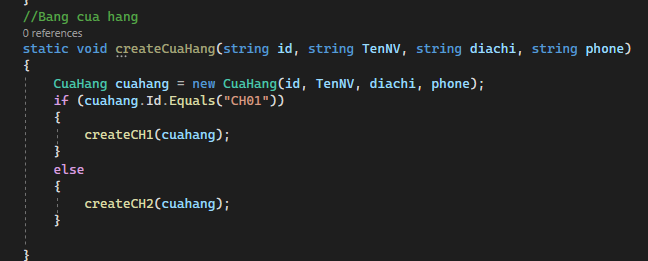 }
//Bang cua hang
0 references
static void createCuaHang(string id, string TenNV, string diachi, string phone)
{
CuaHang cuahang = new CuaHang(id, TenNV, diachi, phone);
if (cuahang.Id.Equals("CH01"))
{
createCH1(cuahang);
}
else
{
createCH2(cuahang);
}
}